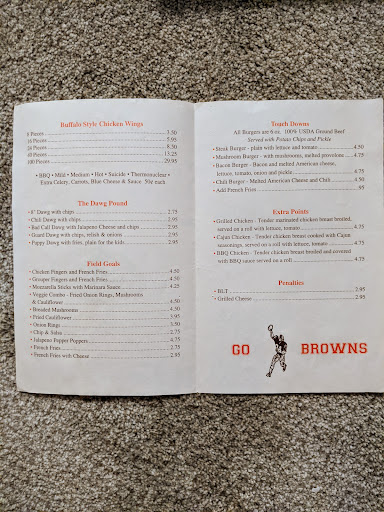 Buffalo Style Chicken Wings
8 Pieces 3.50
16 Pieces 5.95
24 Pieces 8.50
40 Pieces 13.25
100 Pieces 29.95
• BBQ • Mild • Medium • Hot • Suicide • Thermonuclear •
Extra Celery, Carrots, Blue Cheese & Sauce .50¢ each
The Dawg Pound
• 8" Dawg with chips 2.75
• Chili Dawg with chips 2.95
• Bad Call Dawg with Jalapeno Cheese and chips 2.95
• Guard Dawg with chips, relish & onions 2.95
• Puppy Dawg with fries, plain for the kids 2.95
Field Goals
• Chicken Fingers and French Fries 4.50
• Grouper Fingers and French Fries 4.50
• Mozzarella Sticks with Marinara Sauce 4.25
• Veggie Combo - Fried Onion Rings, Mushrooms
& Cauliflower 4.50
• Breaded Mushrooms 4.50
• Fried Cauliflower 3.95
• Onion Rings 3.50
• Chip & Salsa 2.75
• Jalapeno Pepper Poppers 4.75
• French Fries 2.75
• French Fries with Cheese 2.95
Touch Downs
All Burgers are 6 oz. 100% USDA Ground Beef
Served with Potato Chips and Pickle
• Steak Burger - plain with lettuce and tomato 4.50
• Mushroom Burger - with mushrooms, melted provolone 4.75
• Bacon Burger - Bacon and melted American cheese,
lettuce, tomato, onion and pickle 4.75
• Chili Burger - Melted American Cheese and Chili 4.50
• Add French Fries .95
Extra Points
• Grilled Chicken - Tender marinated chicken breast broiled,
served on a roll with lettuce, tomato 4.75
• Cajun Chicken - Tender chicken breast cooked with Cajun
seasonings, served on a roll with lettuce, tomato 4.75
• BBQ Chicken - Tender chicken breast broiled and covered
with BBQ sauce served on a roll 4.75
Penalties
• BLT 2.95
• Grilled Cheese 2.95
GO BROWNS